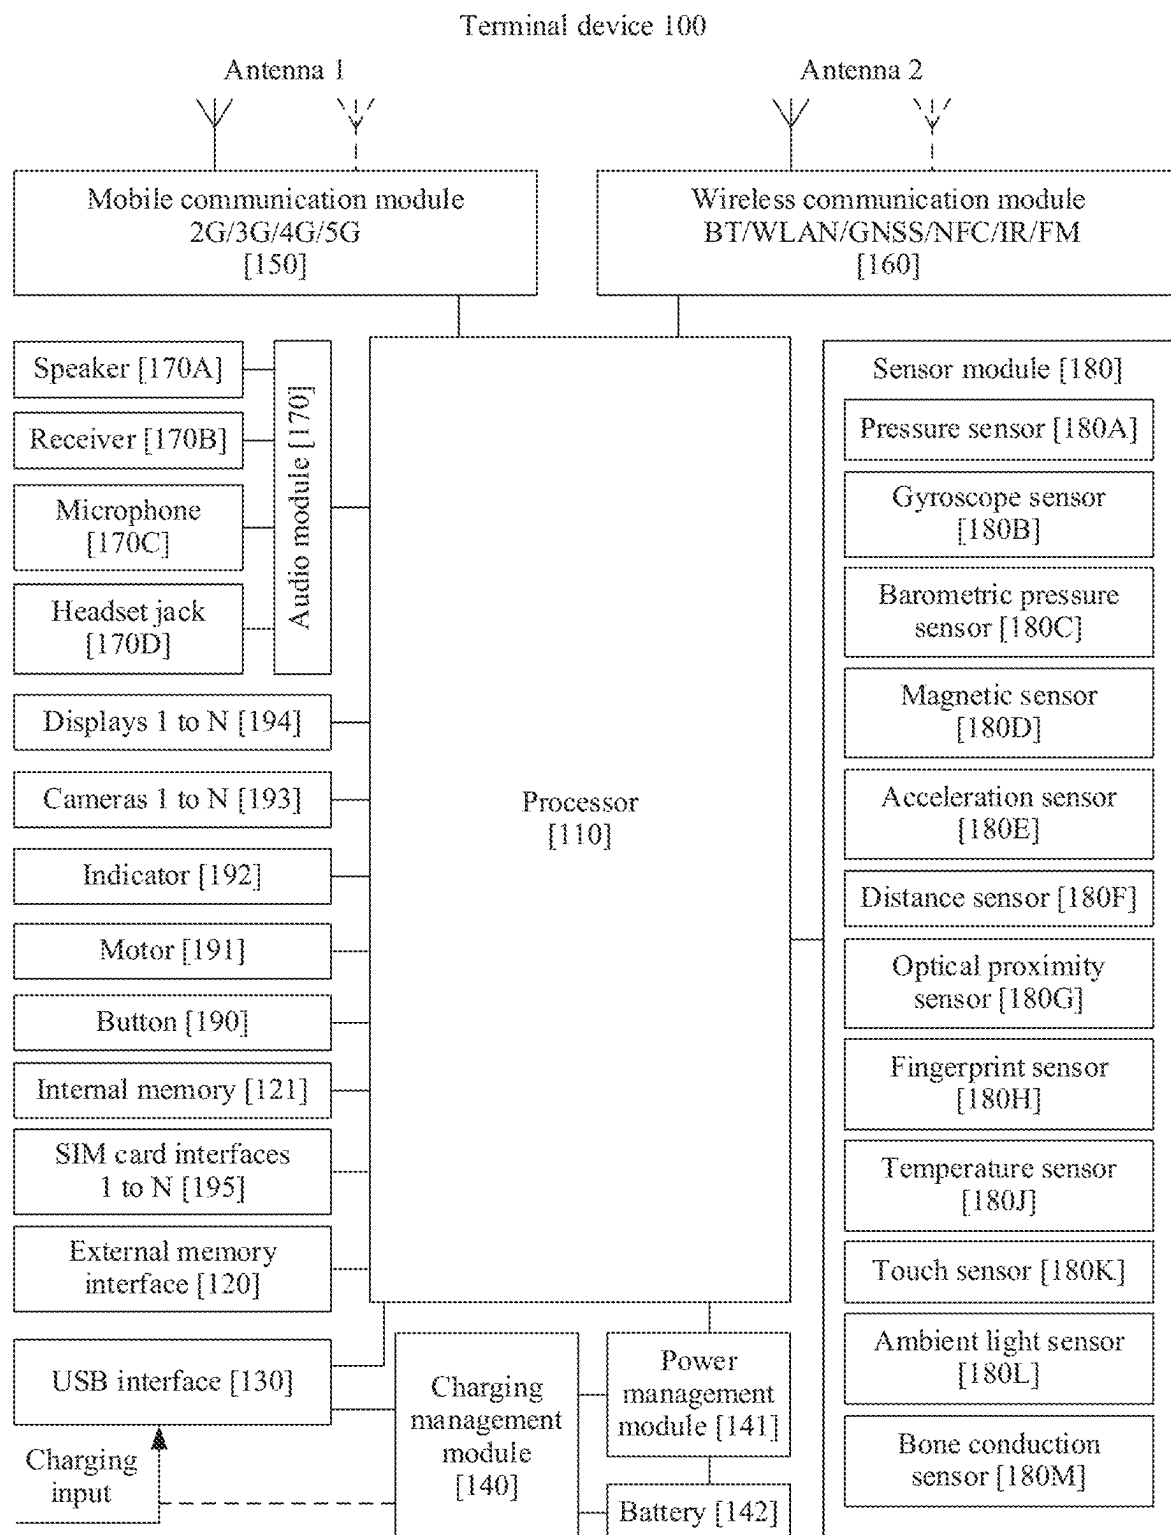 Terminal device 100
Antenna 1
Antenna 2
Mobile communication module
2G/3G/4G/5G
[150]
Wireless communication module
BT/WLAN/GNSS/NFC/IR/FM
[160]
Speaker [170A]
Receiver [170B]
Microphone
[170C]
Headset jack
[170D]
Audio module [170]
Displays 1 to N [194]
Cameras 1 to N [193]
Indicator [192]
Motor [191]
Button [190]
Internal memory [121]
SIM card interfaces
1 to N [195]
External memory
interface [120]
USB interface [130]
Charging
input
Processor
[110]
Charging
management
module
[140]
Power
management
module [141]
Battery [142]
Sensor module [180]
Pressure sensor [180A]
Gyroscope sensor
[180B]
Barometric pressure
sensor [180C]
Magnetic sensor
[180D]
Acceleration sensor
[180E]
Distance sensor [180F]
Optical proximity
sensor [180G]
Fingerprint sensor
[180H]
Temperature sensor
[180J]
Touch sensor [180K]
Ambient light sensor
[180L]
Bone conduction
sensor [180M]